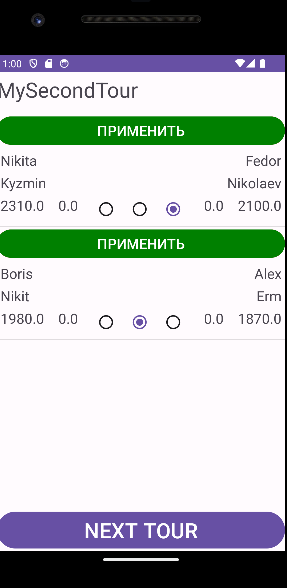 1:00
MySecondTour
ПРИМЕНИТЬ
Nikita Fedor
Kyzmin Nikolaev
2310.0 0.0 0.0 2100.0
ПРИМЕНИТЬ
Boris Alex
Nikit Erm
1980.0 0.0 0.0 1870.0
NEXT TOUR